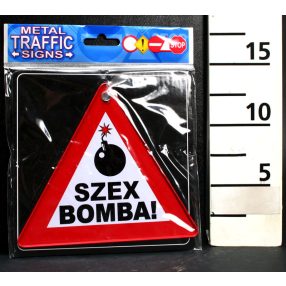 METAL
TRAFFIC
SIGNS
STOP
SZEX
BOMBA!
15
10
5